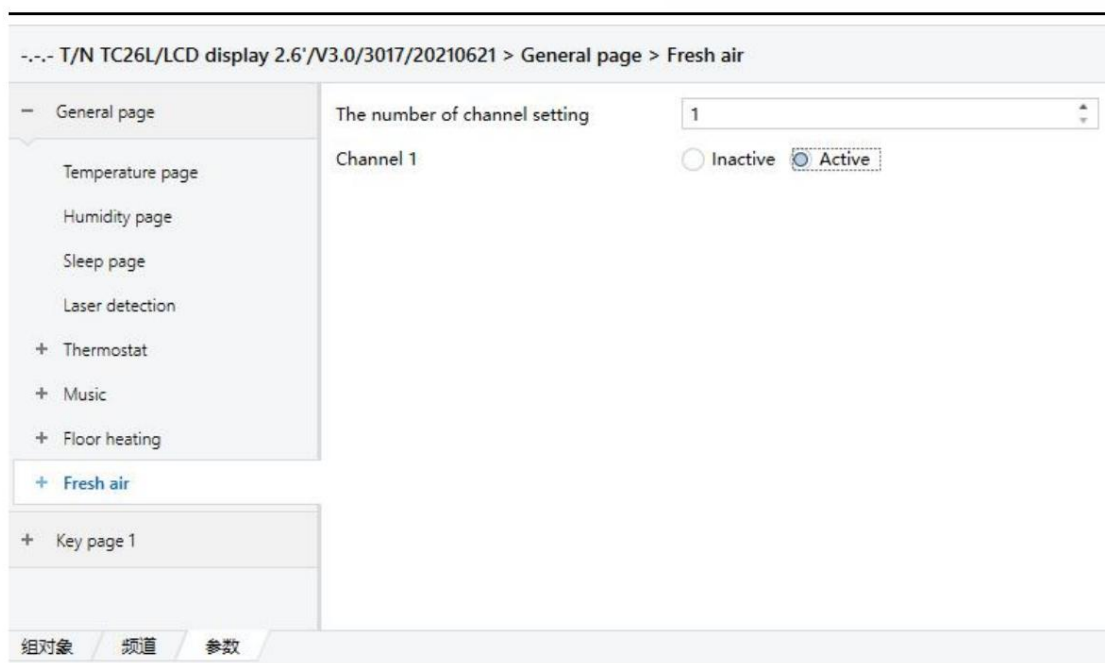 -.-.- T/N TC26L/LCD display 2.6'/V3.0/3017/20210621 > General page > Fresh air
General page
Temperature page
Humidity page
Sleep page
Laser detection
+ Thermostat
+ Music
+ Floor heating
+ Fresh air
+ Key page 1
The number of channel setting 1
Channel 1 Inactive Active
组对象 频道 参数